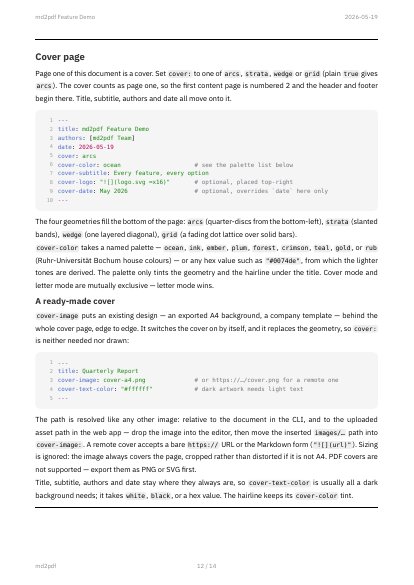 md2pdf Feature Demo 2026-05-19
Cover page
Page one of this document is a cover. Set cover: to one of arcs, strata, wedge or grid (plain true gives
arcs). The cover counts as page one, so the first content page is numbered 2 and the header and footer
begin there. Title, subtitle, authors and date all move onto it.
1 ---
2 title: md2pdf Feature Demo
3 authors: [md2pdf Team]
4 date: 2026-05-19
5 cover: arcs
6 cover-color: ocean # see the palette list below
7 cover-subtitle: Every feature, every option
8 cover-logo: "![](logo.svg =x16)" # optional, placed top-right
9 cover-date: May 2026 # optional, overrides `date` here only
10 ---
The four geometries fill the bottom of the page: arcs (quarter-discs from the bottom-left), strata (slanted
bands), wedge (one layered diagonal), grid (a fading dot lattice over solid bars).
cover-color takes a named palette — ocean, ink, ember, plum, forest, crimson, teal, gold, or rub
(Ruhr-Universität Bochum house colours) — or any hex value such as "#0074de", from which the lighter
tones are derived. The palette only tints the geometry and the hairline under the title. Cover mode and
letter mode are mutually exclusive — letter mode wins.
A ready-made cover
cover-image puts an existing design — an exported A4 background, a company template — behind the
whole cover page, edge to edge. It switches the cover on by itself, and it replaces the geometry, so cover:
is neither needed nor drawn:
1 ---
2 title: Quarterly Report
3 cover-image: cover-a4.png # or https://…/cover.png for a remote one
4 cover-text-color: "#ffffff" # dark artwork needs light text
5 ---
The path is resolved like any other image: relative to the document in the CLI, and to the uploaded
asset path in the web app — drop the image into the editor, then move the inserted images/… path into
cover-image:. A remote cover accepts a bare https:// URL or the Markdown form ("![](url)"). Sizing
is ignored: the image always covers the page, cropped rather than distorted if it is not A4. PDF covers are
not supported — export them as PNG or SVG first.
Title, subtitle, authors and date stay where they always are, so cover-text-color is usually all a dark
background needs; it takes white, black, or a hex value. The hairline keeps its cover-color tint.
md2pdf 12 / 14